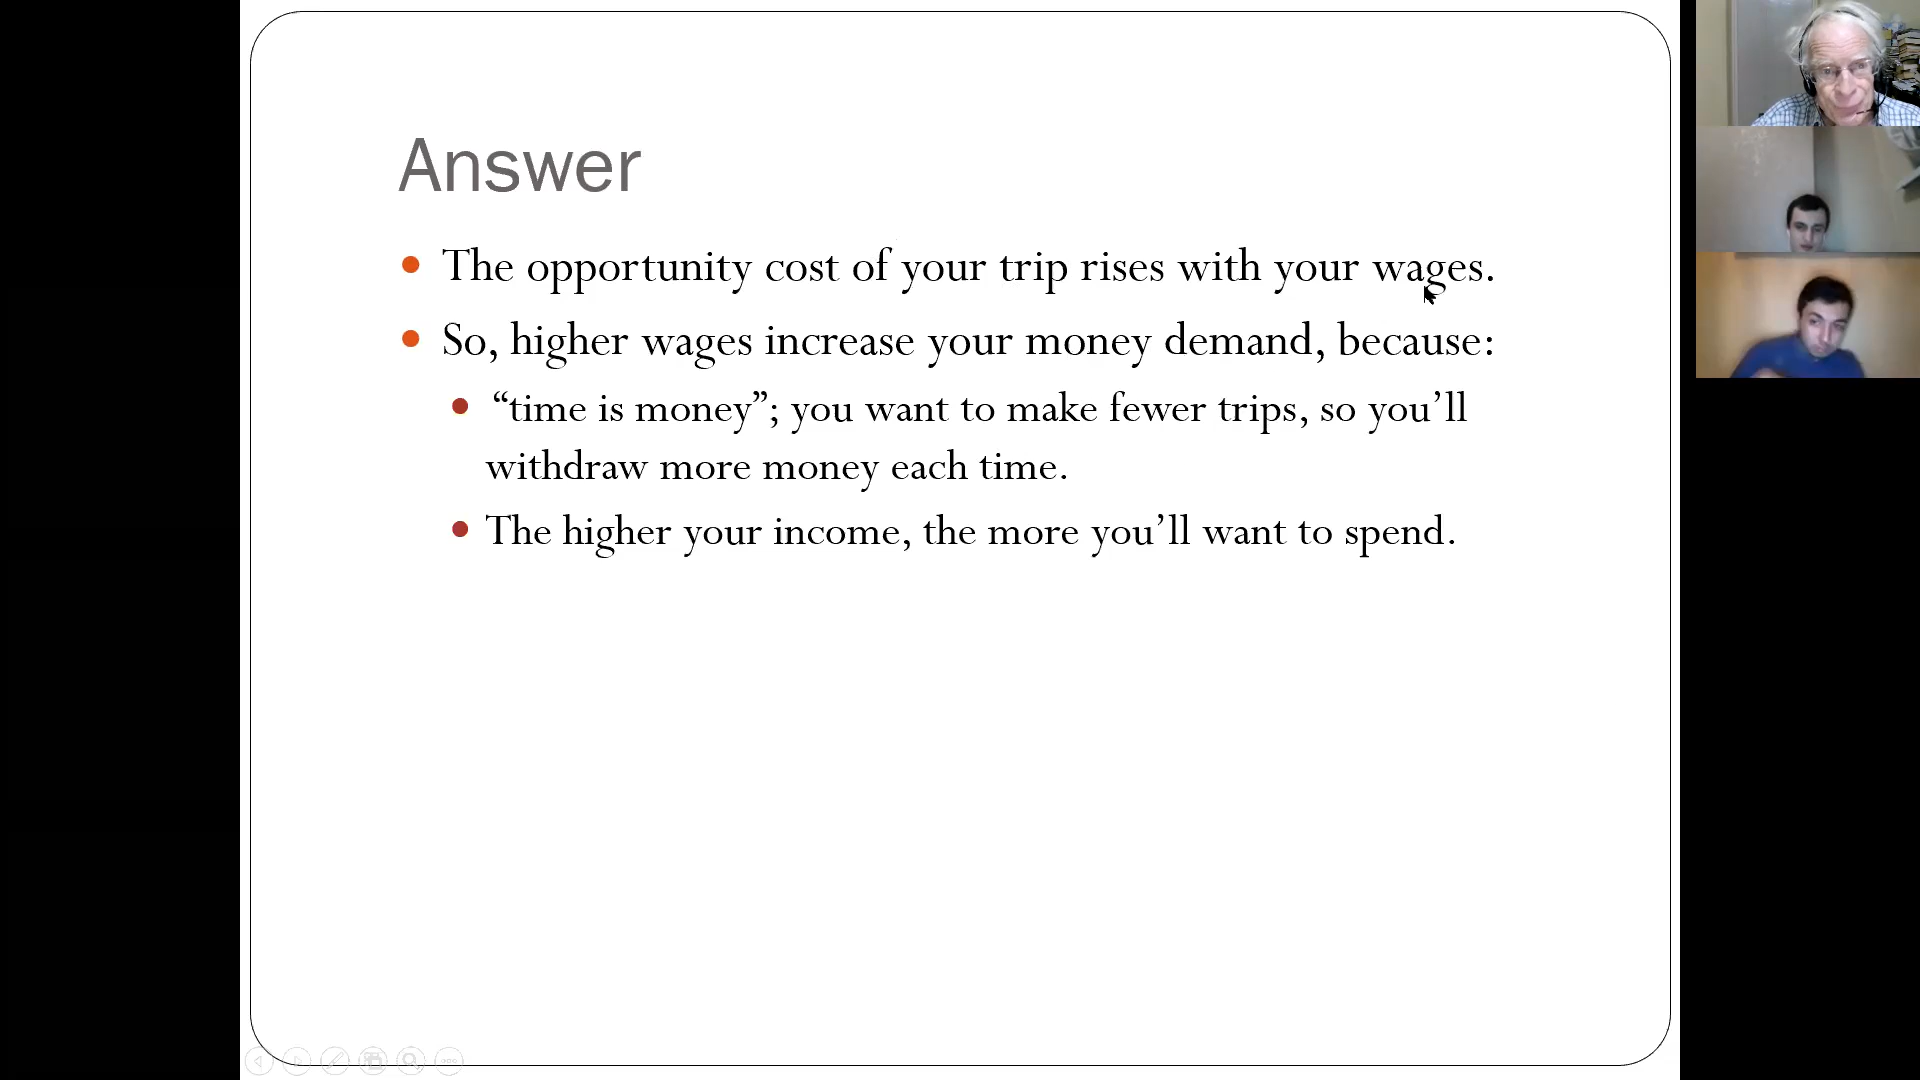 Answer
The opportunity cost of your trip rises with your wages.
So, higher wages increase your money demand, because:
“time is money”; you want to make fewer trips, so you’ll
withdraw more money each time.
The higher your income, the more you’ll want to spend.